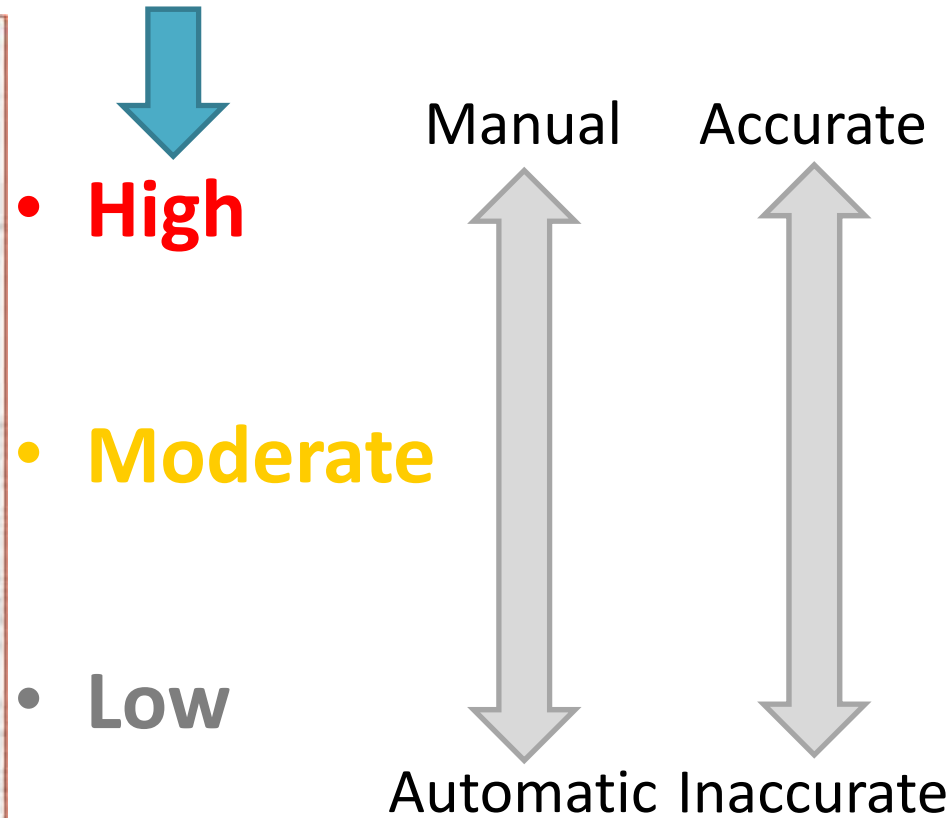 Manual Accurate
• High
• Moderate
• Low
Automatic Inaccurate